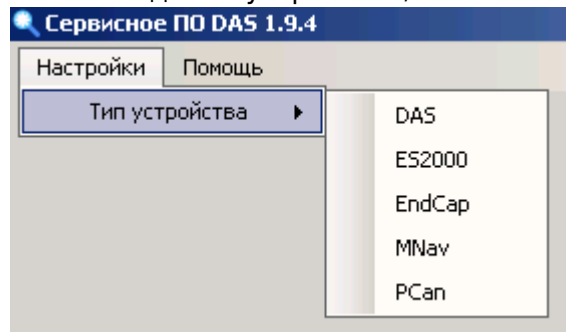 Сервисное ПО DAS 1.9.4
Настройки Помощь
Тип устройства
DAS
ES2000
EndCap
MNav
PCan